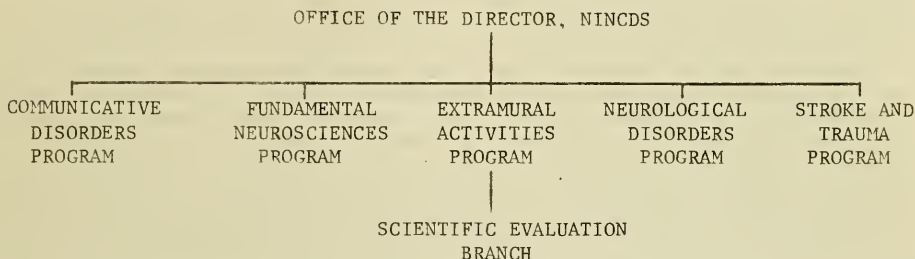 OFFICE OF THE DIRECTOR, NINCDS
COMMUNICATIVE
DISORDERS
PROGRAM
FUNDAMENTAL
NEUROSCIENCES
PROGRAM
EXTRAMURAL
ACTIVITIES
PROGRAM
NEUROLOGICAL
DISORDERS
PROGRAM
STROKE AND
TRAUMA
PROGRAM
SCIENTIFIC EVALUATION
BRANCH